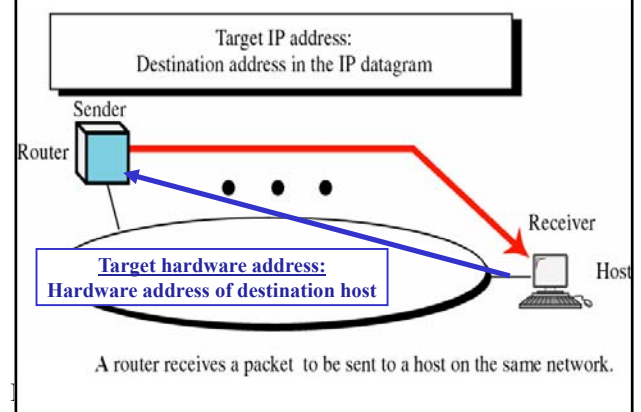 Target IP address:
Destination address in the IP datagram
Sender
Router
Receiver
Host
Target hardware address:
Hardware address of destination host
A router receives a packet to be sent to a host on the same network.